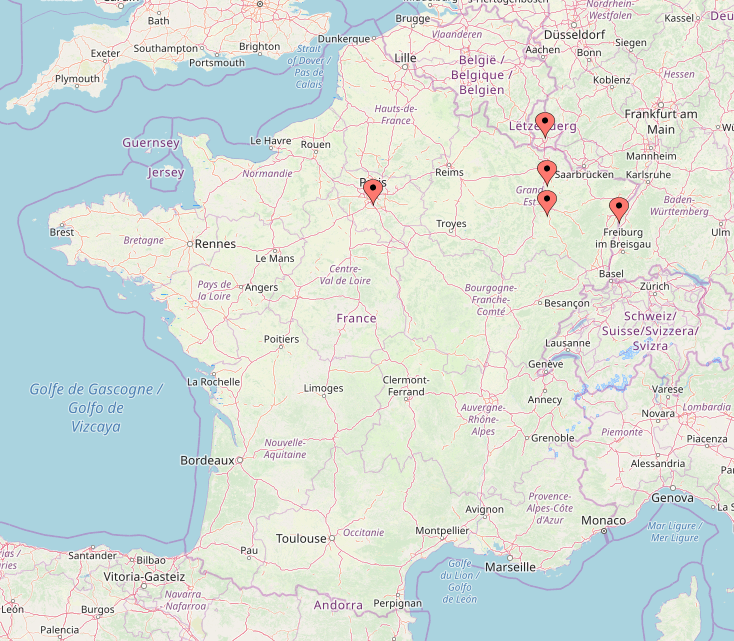 Nordrhein-
Westfalen
Kassel
Bath
Brugge
Düsseldorf
Vlaanderen
Siegen
Exeter
Southampton
Brighton
Portsmouth
Strait
of Dover /
Pas de
Calais
Dunkerque
Lille
Aachen
Bonn
België /
Belgique /
Belgien
Plymouth
Koblenz
Hessen
Hauts-de-
France
Frankfurt am
Main
Guernsey
Jersey
Le Havre
Rouen
Mannheim
Normandie
Reims
Saarbrücken
Karlsruhe
Grand
Est
Baden-
Württemberg
Troyes
Freiburg
im Breisgau
Ulm
Brest
Bretagne
Rennes
Le Mans
Centre-
Val de Loire
Basel
Zürich
Pays de
la Loire
Angers
Bourgogne-
Franche-
Comté
Besançon
France
Schweiz/
Suisse/Svizzera/
Svizra
Poitiers
Lausanne
Genève
La Rochelle
Limoges
Clermont-
Ferrand
Annecy
Varese
Golfe de Gascogne /
Golfo de
Vizcaya
Auvergne-
Rhône-
Alpes
Novara
Lombardia
Piemonte
Piacenza
Nouvelle-
Aquitaine
Grenoble
Bordeaux
Alessandria
Genova
Provence-
Alpes-Côte
d'Azur
Avignon
Monaco
Toulouse
Occitanie
Montpellier
Mar Ligure /
Mer Ligure
Pau
Marseille
Santander
Bilbao
Golfe
du Lion /
Golfo
de León
Vitoria-Gasteiz
Navarra
Nafarroa
Andorra
Perpignan
León
Burgos
Palencia